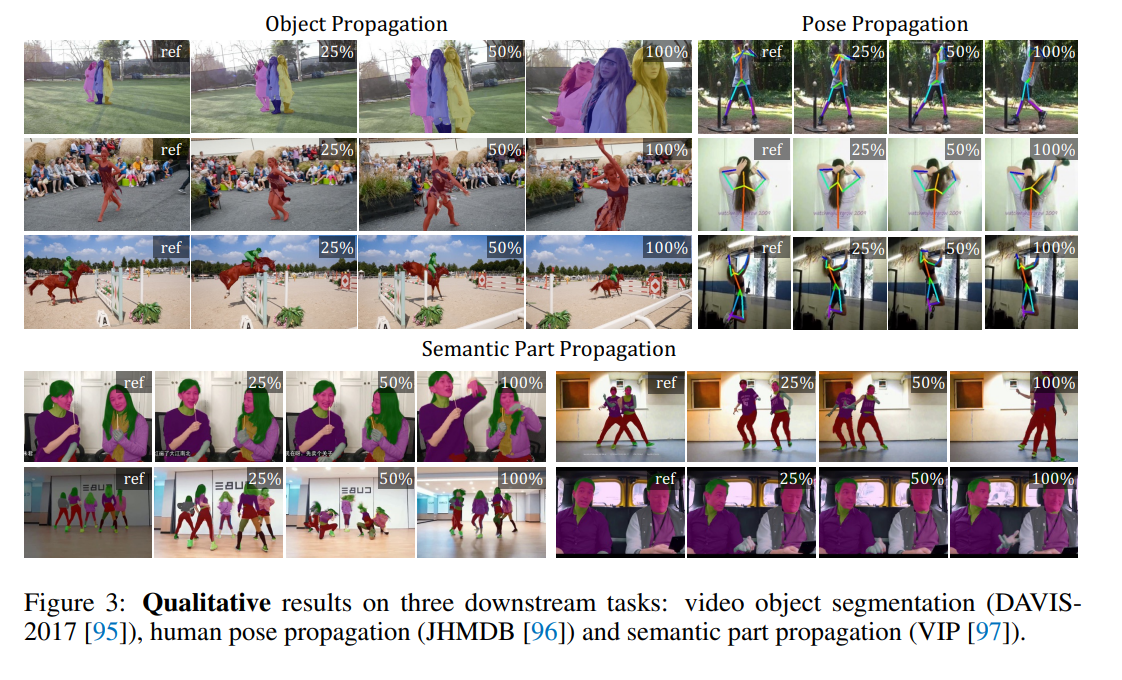 Object Propagation
Pose Propagation
ref 25% 50% 100% ref 25% 50% 100%
ref 25% 50% 100% ref 25% 50% 100%
watchmegrow 2009
ref 25% 50% 100% ref 25% 50% 100%
A
Semantic Part Propagation
ref 25% 50% 100% ref 25% 50% 100%
ref 25% 50% 100% ref 25% 50% 100%
Figure 3: Qualitative results on three downstream tasks: video object segmentation (DAVIS-
2017 [95]), human pose propagation (JHMDB [96]) and semantic part propagation (VIP [97]).